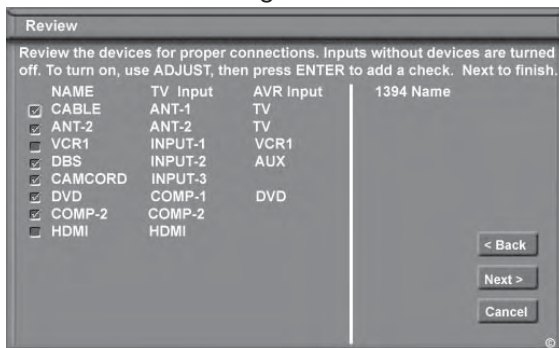 Review
Review the devices for proper connections. Inputs without devices are turned
off. To turn on, use ADJUST, then press ENTER to add a check. Next to finish.
NAME TV Input AVR Input 1394 Name
CABLE ANT-1 TV
ANT-2 ANT-2 TV
VCR1 INPUT-1 VCR1
DBS INPUT-2 AUX
CAMCORD INPUT-3
DVD COMP-1 DVD
COMP-2 COMP-2
HDMI HDMI
< Back
Next >
Cancel
©